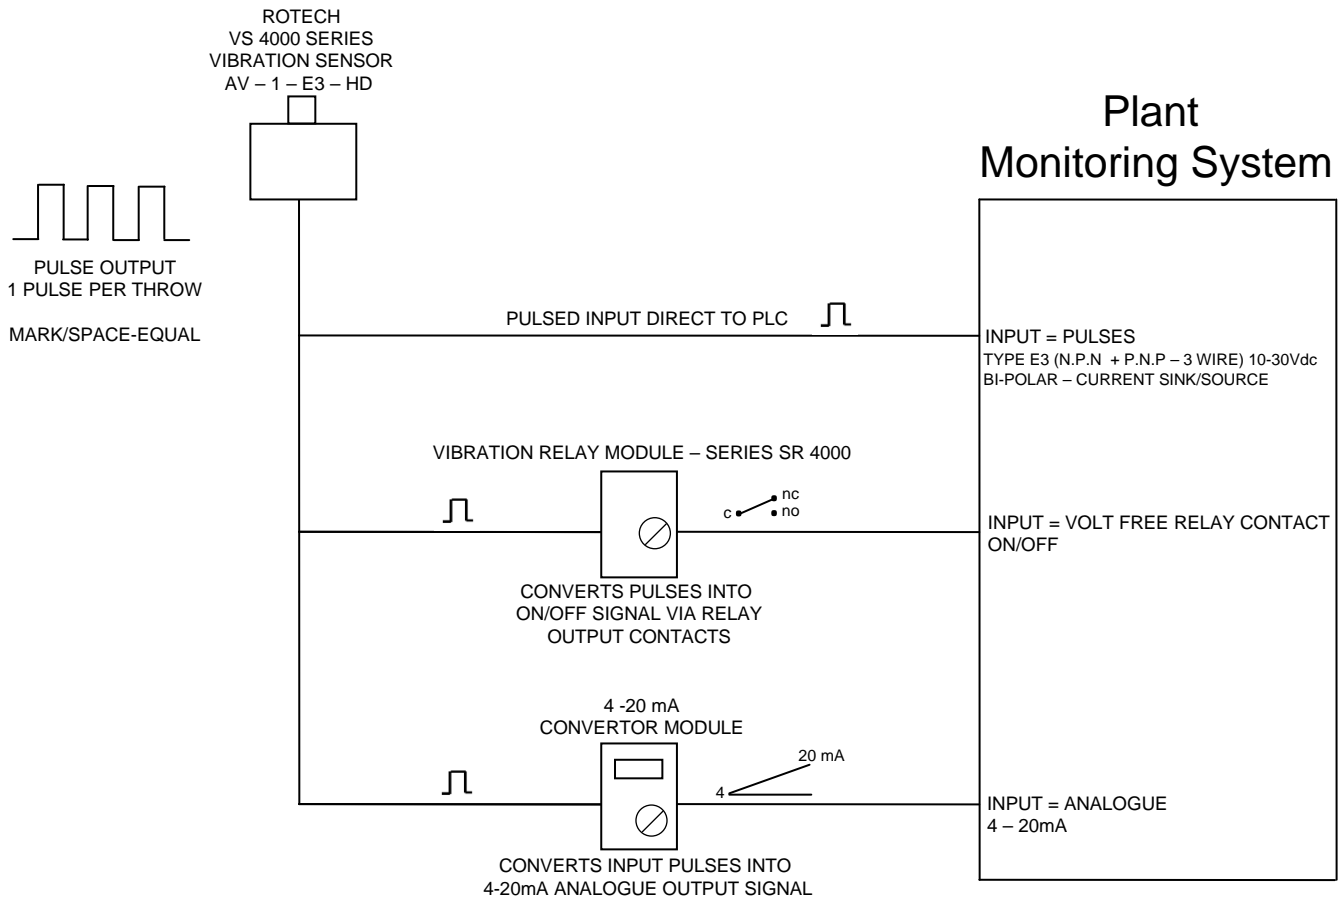 ROTECH
VS 4000 SERIES
VIBRATION SENSOR
AV – 1 – E3 – HD
Plant
Monitoring System
PULSE OUTPUT
1 PULSE PER THROW
MARK/SPACE-EQUAL
PULSED INPUT DIRECT TO PLC
INPUT = PULSES
TYPE E3 (N.P.N + P.N.P – 3 WIRE) 10-30Vdc
BI-POLAR – CURRENT SINK/SOURCE
VIBRATION RELAY MODULE – SERIES SR 4000
nc
c
no
INPUT = VOLT FREE RELAY CONTACT
ON/OFF
CONVERTS PULSES INTO
ON/OFF SIGNAL VIA RELAY
OUTPUT CONTACTS
4 -20 mA
CONVERTOR MODULE
20 mA
4
INPUT = ANALOGUE
4 – 20mA
CONVERTS INPUT PULSES INTO
4-20mA ANALOGUE OUTPUT SIGNAL